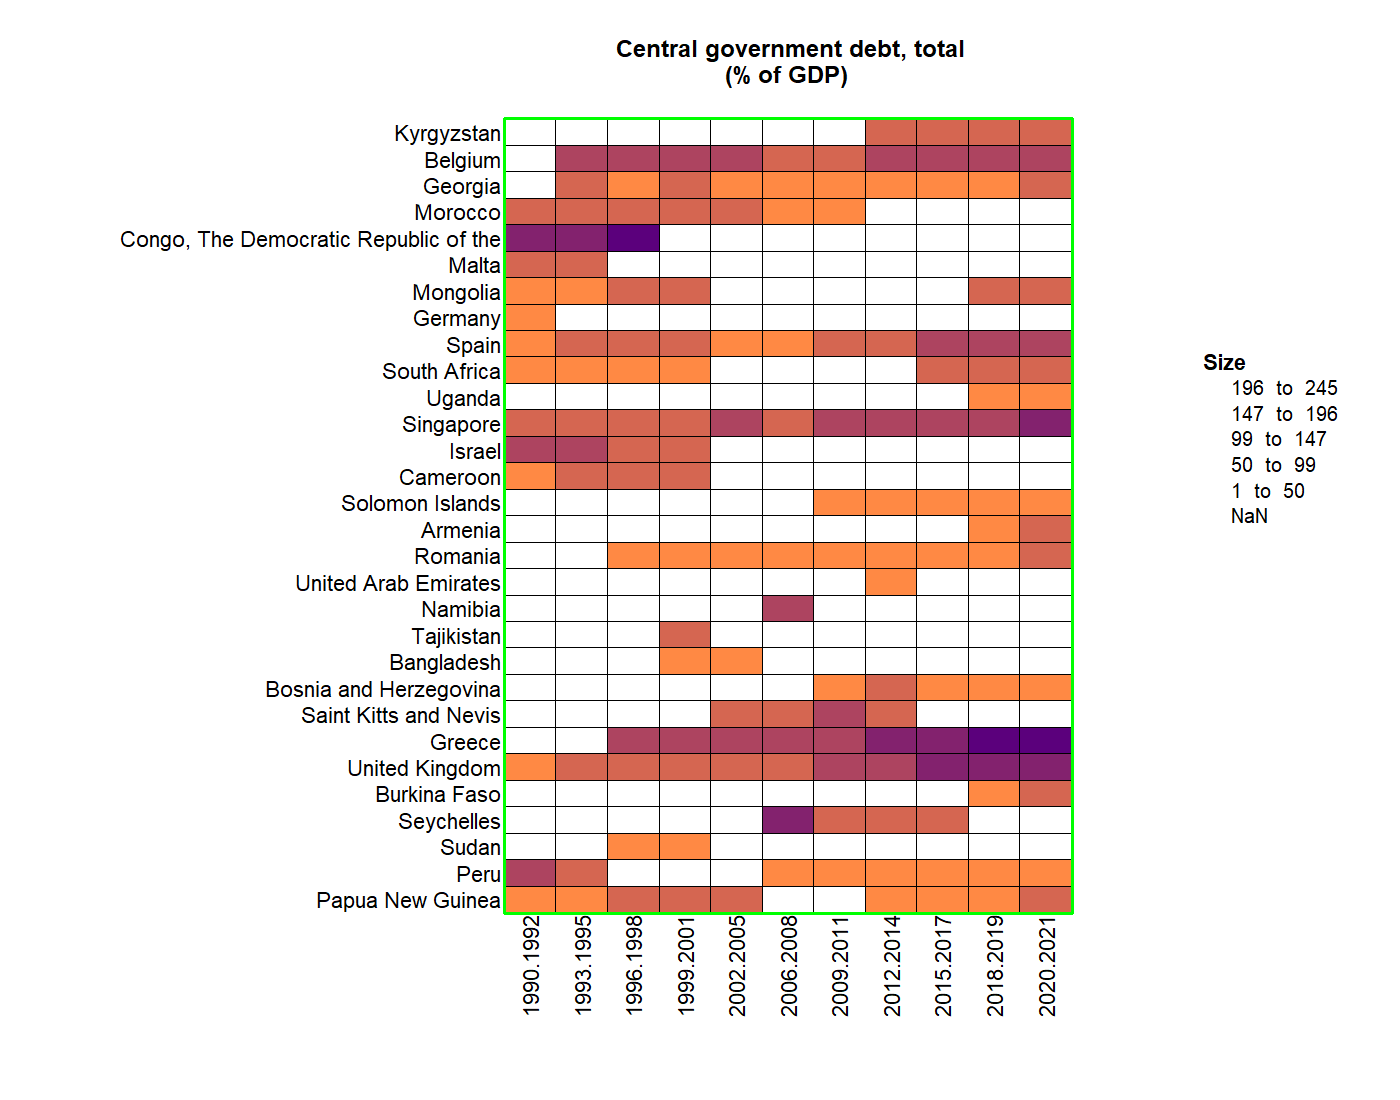 Central government debt, total
(% of GDP)
Kyrgyzstan
Belgium
Georgia
Morocco
Congo, The Democratic Republic of the
Malta
Mongolia
Germany
Spain
South Africa
Uganda
Singapore
Israel
Cameroon
Solomon Islands
Armenia
Romania
United Arab Emirates
Namibia
Tajikistan
Bangladesh
Bosnia and Herzegovina
Saint Kitts and Nevis
Greece
United Kingdom
Burkina Faso
Seychelles
Sudan
Peru
Papua New Guinea
1990.1992
1993.1995
1996.1998
1999.2001
2002.2005
2006.2008
2009.2011
2012.2014
2015.2017
2018.2019
2020.2021
Size
196 to 245
147 to 196
99 to 147
50 to 99
1 to 50
NaN